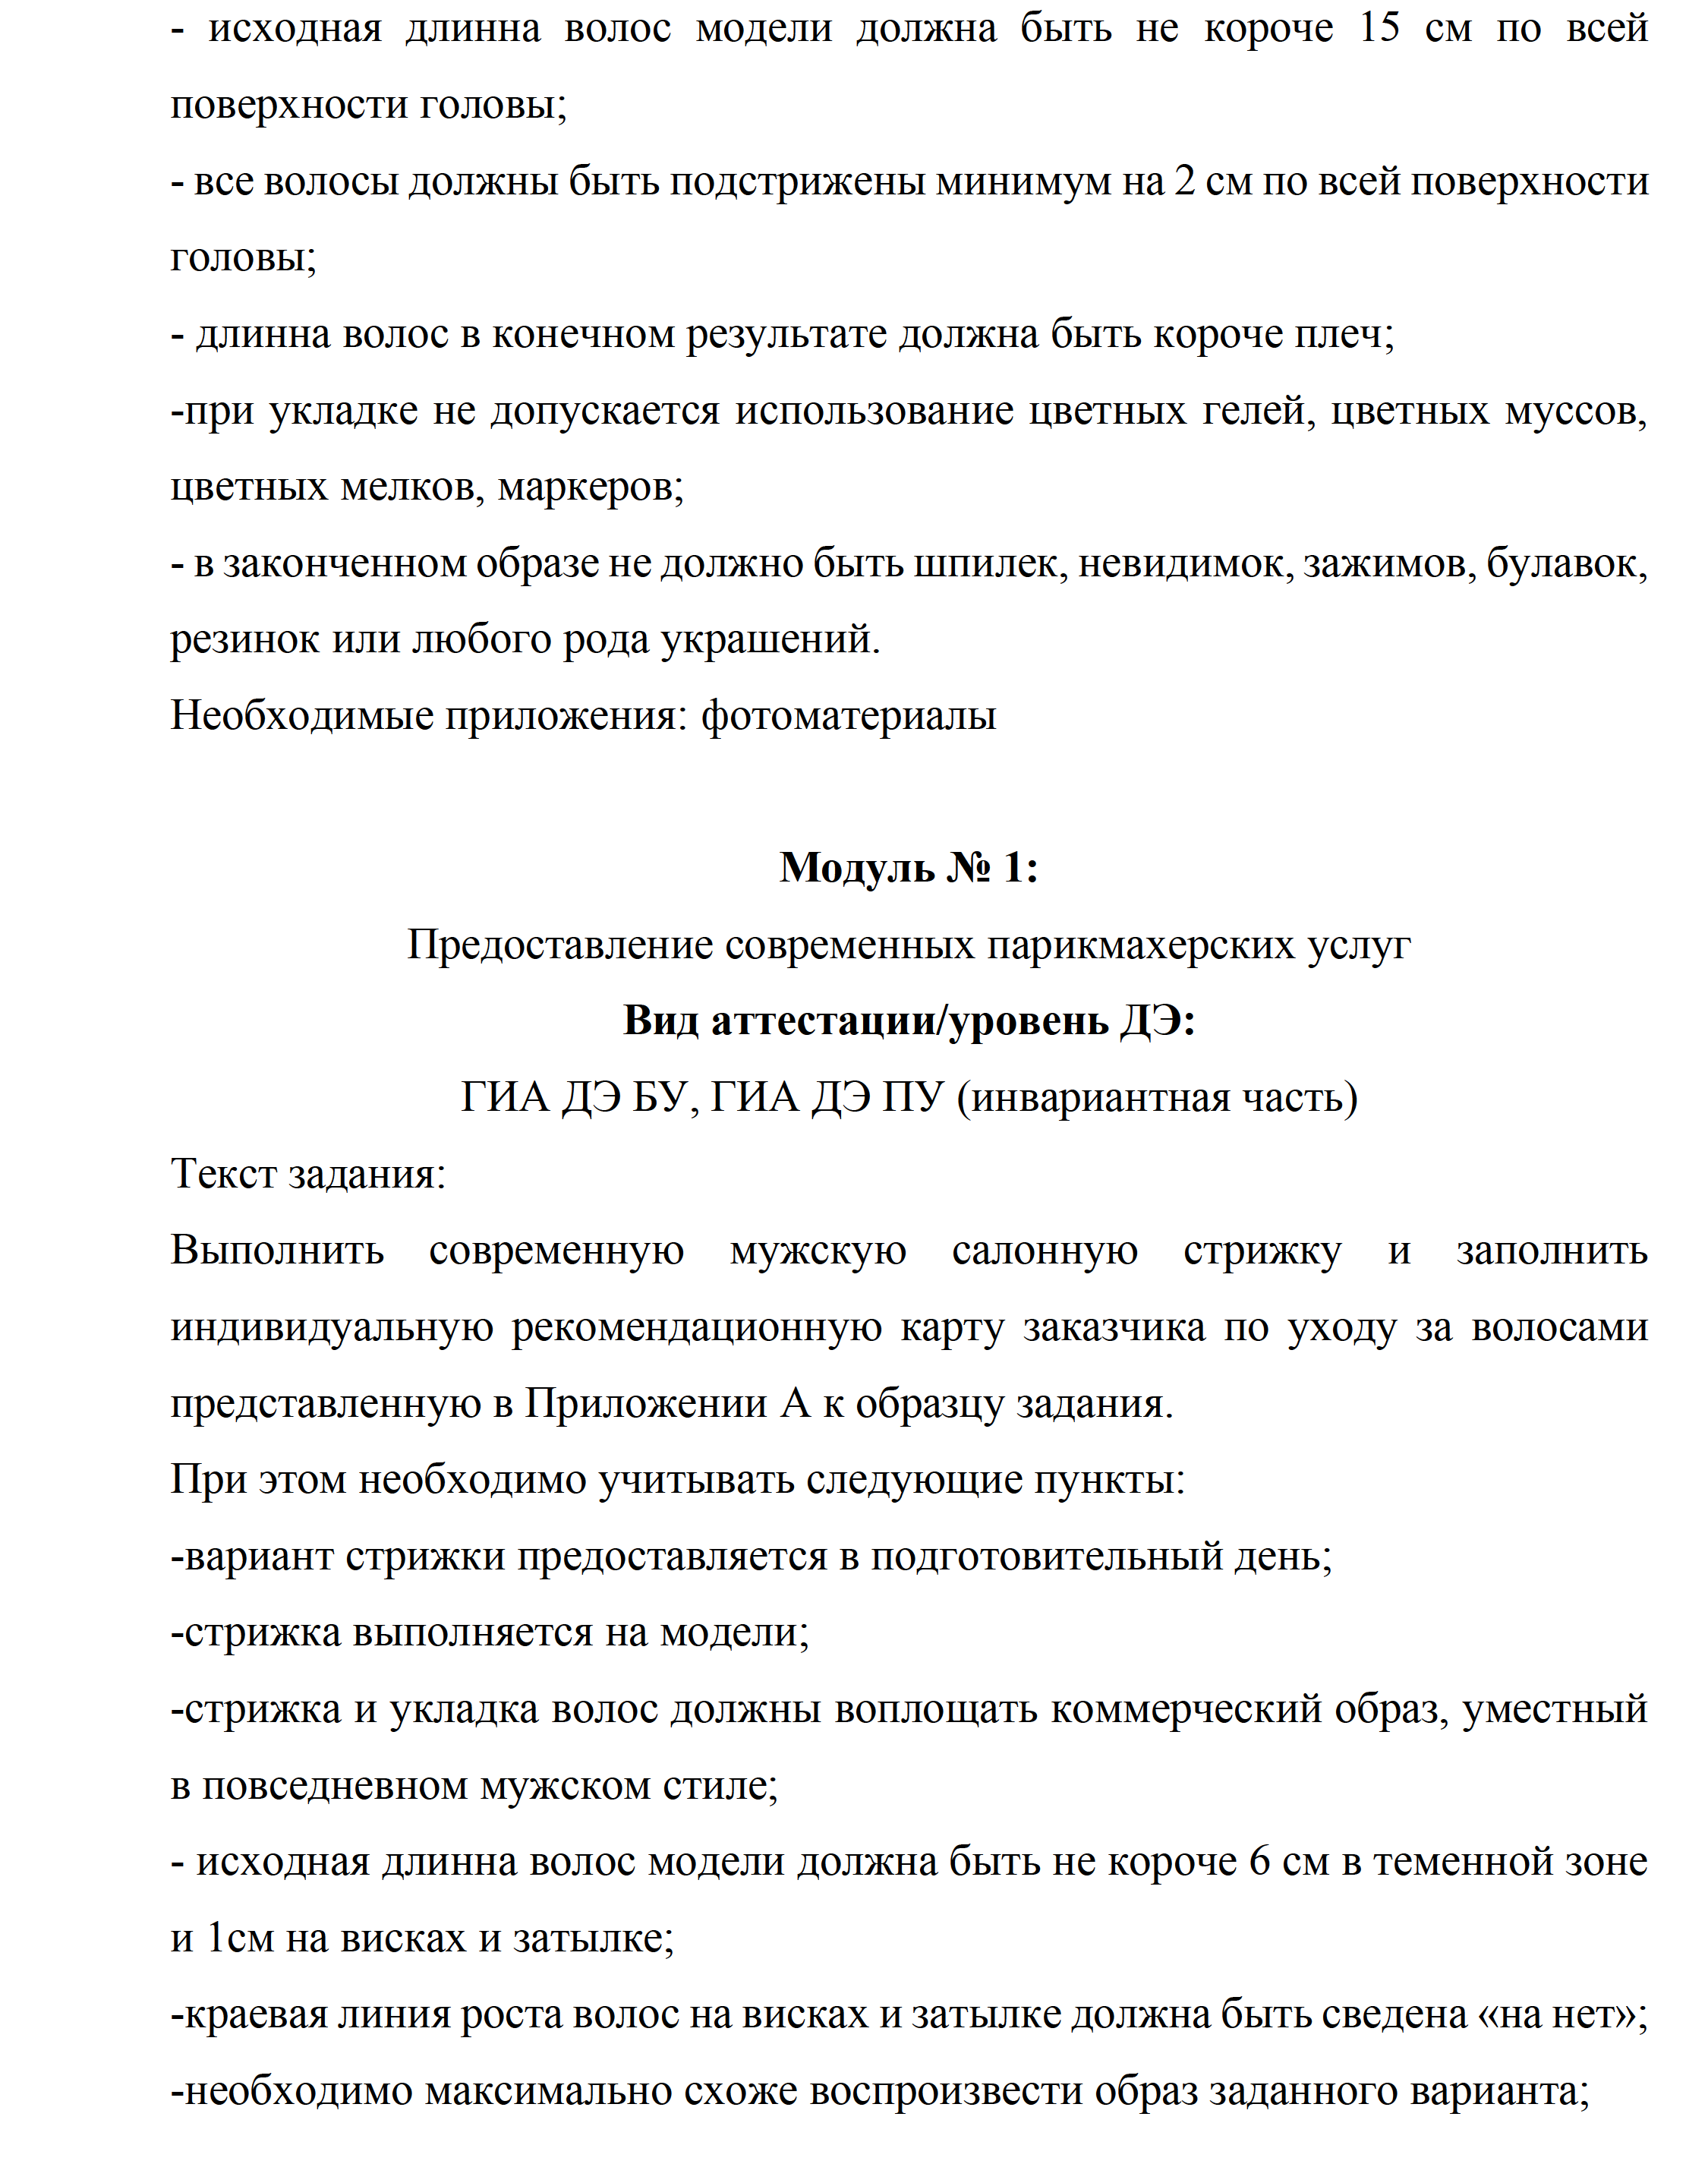 - исходная длинна волос модели должна быть не короче 15 см по всей
поверхности головы;
- все волосы должны быть подстрижены минимум на 2 см по всей поверхности
головы;
- длинна волос в конечном результате должна быть короче плеч;
-при укладке не допускается использование цветных гелей, цветных муссов,
цветных мелков, маркеров;
- в законченном образе не должно быть шпилек, невидимок, зажимов, булавок,
резинок или любого рода украшений.
Необходимые приложения: фотоматериалы
Модуль № 1:
Предоставление современных парикмахерских услуг
Вид аттестации/уровень ДЭ:
ГИА ДЭ БУ, ГИА ДЭ ПУ (инвариантная часть)
Текст задания:
Выполнить современную мужскую салонную стрижку и заполнить
индивидуальную рекомендационную карту заказчика по уходу за волосами
представленную в Приложении А к образцу задания.
При этом необходимо учитывать следующие пункты:
-вариант стрижки предоставляется в подготовительный день;
-стрижка выполняется на модели;
-стрижка и укладка волос должны воплощать коммерческий образ, уместный
в повседневном мужском стиле;
- исходная длинна волос модели должна быть не короче 6 см в теменной зоне
и 1см на висках и затылке;
-краевая линия роста волос на висках и затылке должна быть сведена «на нет»;
-необходимо максимально схоже воспроизвести образ заданного варианта;